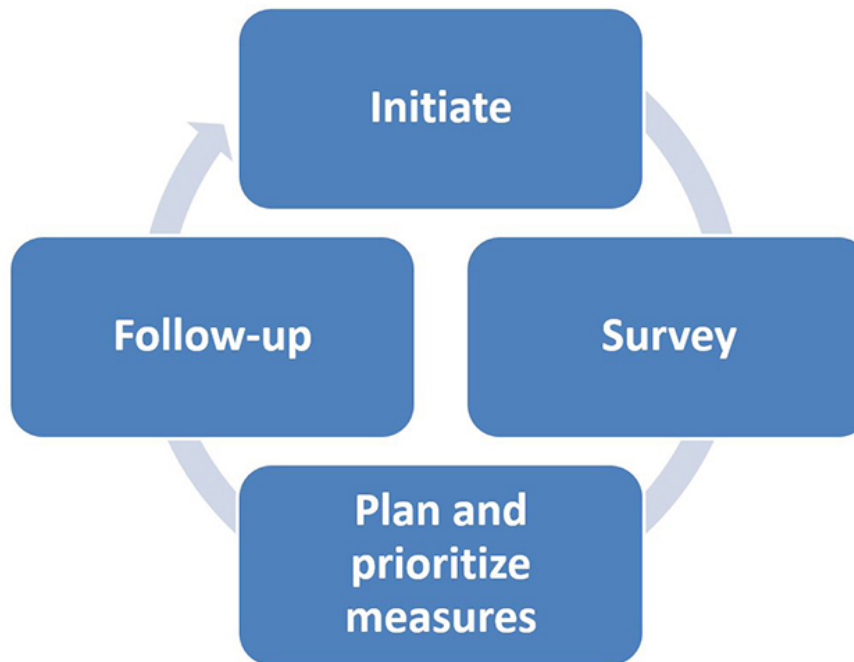 Initiate
Survey
Plan and
prioritize
measures
Follow-up